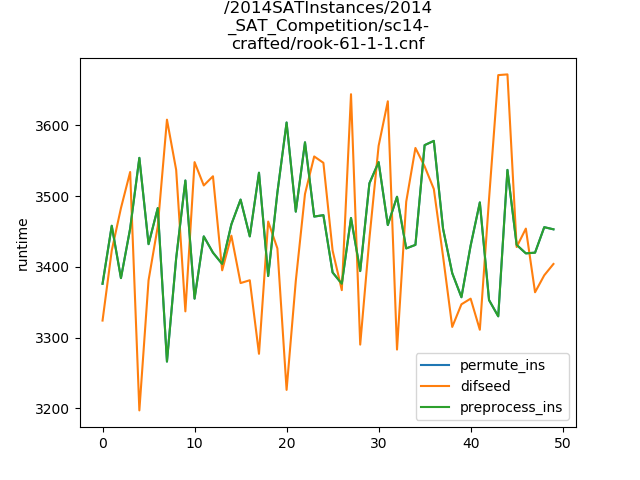 /2014SATInstances/2014
_SAT_Competition/sc14-
crafted/rook-61-1-1.cnf
3600
3500
3400
3300
3200
runtime
permute_ins
difseed
preprocess_ins
0 10 20 30 40 50